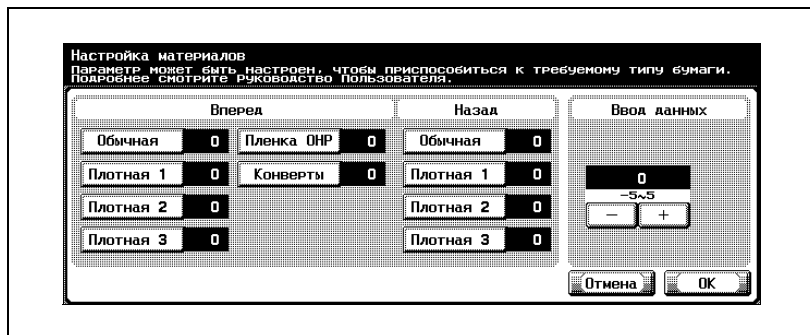 Настройка материалов
Параметр может быть настроен, чтобы приспособиться к требуемому типу бумаги.
Подробнее смотрите Руководство Пользователя.
Вперед Назад Ввод данных
Обычная 0 Пленка OHP 0 Обычная 0
Плотная 1 0 Конверты 0 Плотная 1 0
0
-5~5
Плотная 2 0 Плотная 2 0
- +
Плотная 3 0 Плотная 3 0
Отмена OK